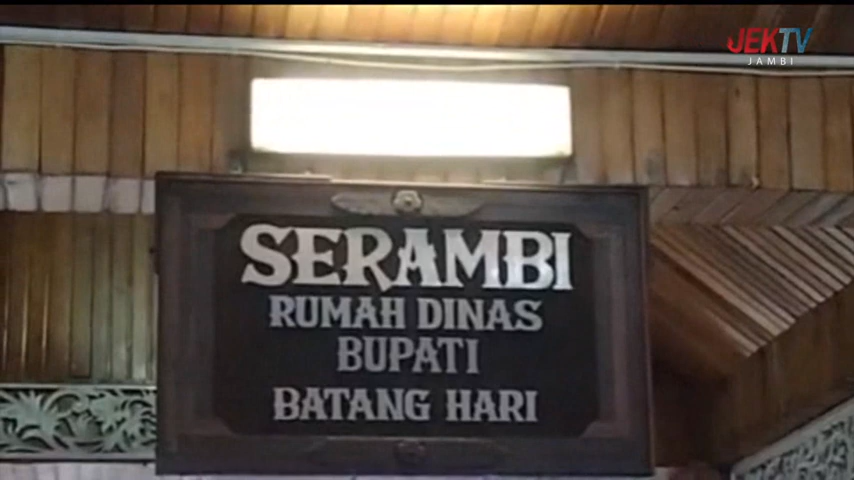 JEKTV
JAMBI
SERAMBI
RUMAH DINAS
BUPATI
BATANG HARI